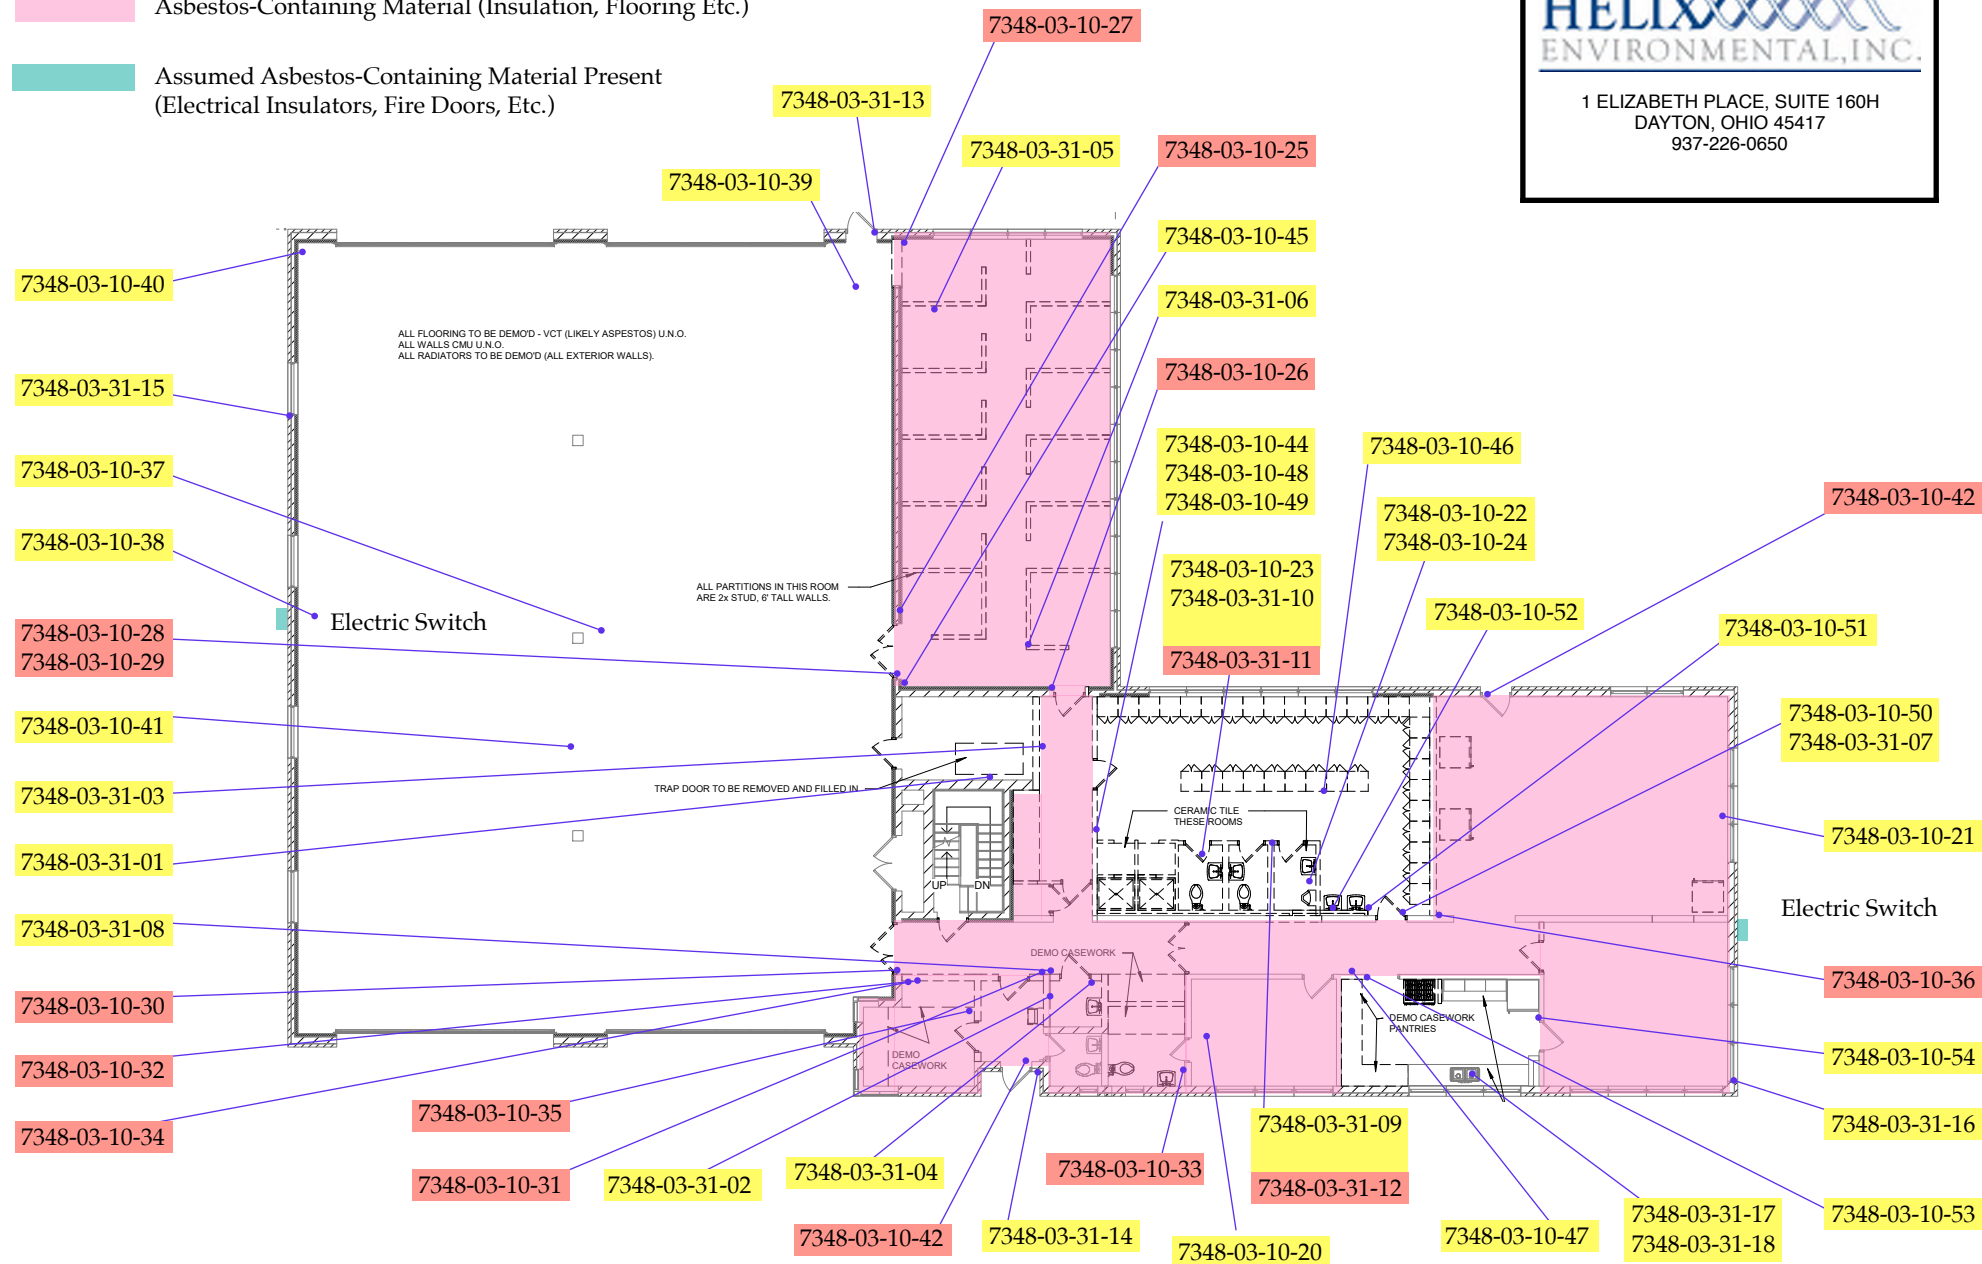 Asbestos-Containing Material (Insulation, Flooring Etc.)
Assumed Asbestos-Containing Material Present
(Electrical Insulators, Fire Doors, Etc.)
HELIX
ENVIRONMENTAL, INC.
1 ELIZABETH PLACE, SUITE 160H
DAYTON, OHIO 45417
937-226-0650
7348-03-10-27
7348-03-31-13
7348-03-31-05
7348-03-10-25
7348-03-10-39
7348-03-10-45
7348-03-10-40
7348-03-31-06
ALL FLOORING TO BE DEMO'D - VCT (LIKELY ASPESTOS) U.N.O.
ALL WALLS CMU U.N.O.
ALL RADIATORS TO BE DEMO'D (ALL EXTERIOR WALLS).
7348-03-10-26
7348-03-31-15
7348-03-10-44
7348-03-10-48
7348-03-10-49
7348-03-10-46
7348-03-10-37
7348-03-10-42
7348-03-10-22
7348-03-10-24
7348-03-10-38
7348-03-10-23
7348-03-31-10
7348-03-31-11
ALL PARTITIONS IN THIS ROOM
ARE 2x STUD, 6' TALL WALLS.
7348-03-10-52
Electric Switch
7348-03-10-28
7348-03-10-29
7348-03-10-51
7348-03-10-41
7348-03-10-50
7348-03-31-07
TRAP DOOR TO BE REMOVED AND FILLED IN
7348-03-31-03
CERAMIC TILE
THESE ROOMS
7348-03-10-21
7348-03-31-01
UP
DN
Electric Switch
7348-03-31-08
DEMO CASEWORK
7348-03-10-36
7348-03-10-30
DEMO CASEWORK
PANTRIES
DEMO
CASEWORK
7348-03-10-54
7348-03-10-32
7348-03-10-35
7348-03-31-09
7348-03-31-16
7348-03-10-34
7348-03-31-04
7348-03-10-33
7348-03-10-31
7348-03-31-02
7348-03-31-12
7348-03-31-17
7348-03-31-18
7348-03-10-53
7348-03-10-42
7348-03-31-14
7348-03-10-20
7348-03-10-47